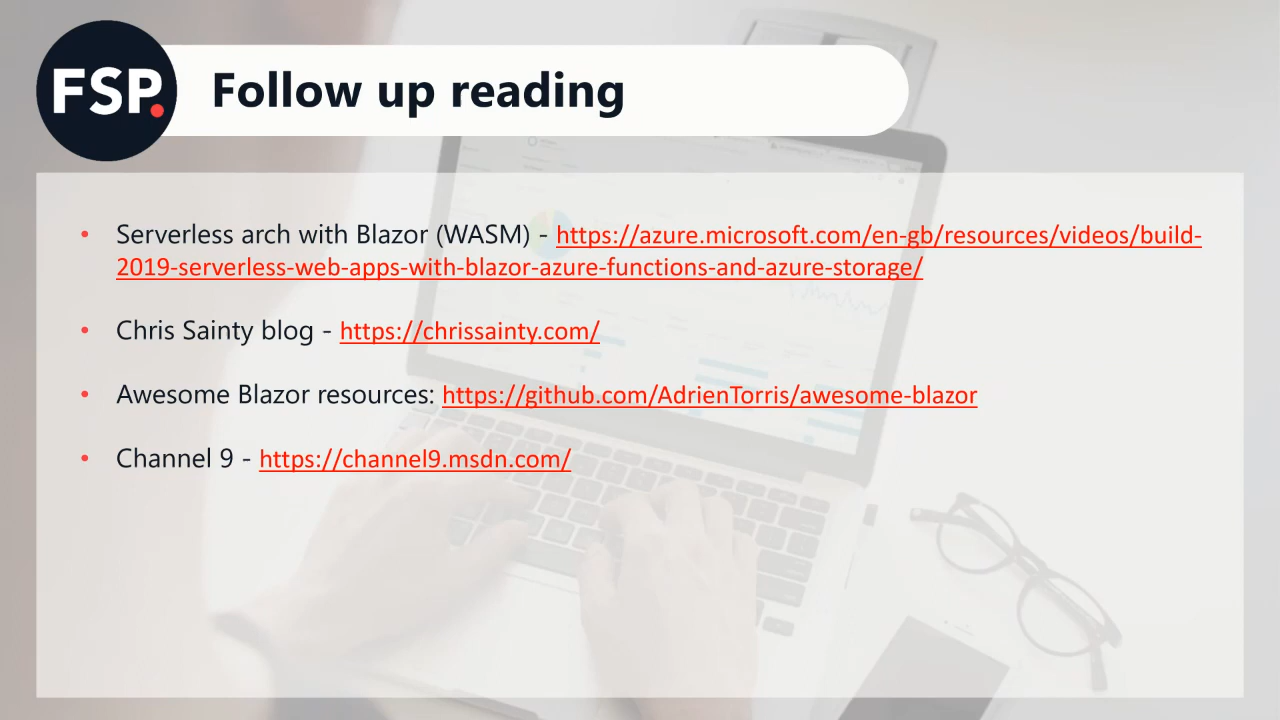 FSP.
Follow up reading
• Serverless arch with Blazor (WASM) - https://azure.microsoft.com/en-gb/resources/videos/build-
2019-serverless-web-apps-with-blazor-azure-functions-and-azure-storage/
• Chris Sainty blog - https://chrissainty.com/
• Awesome Blazor resources: https://github.com/AdrienTorris/awesome-blazor
• Channel 9 - https://channel9.msdn.com/